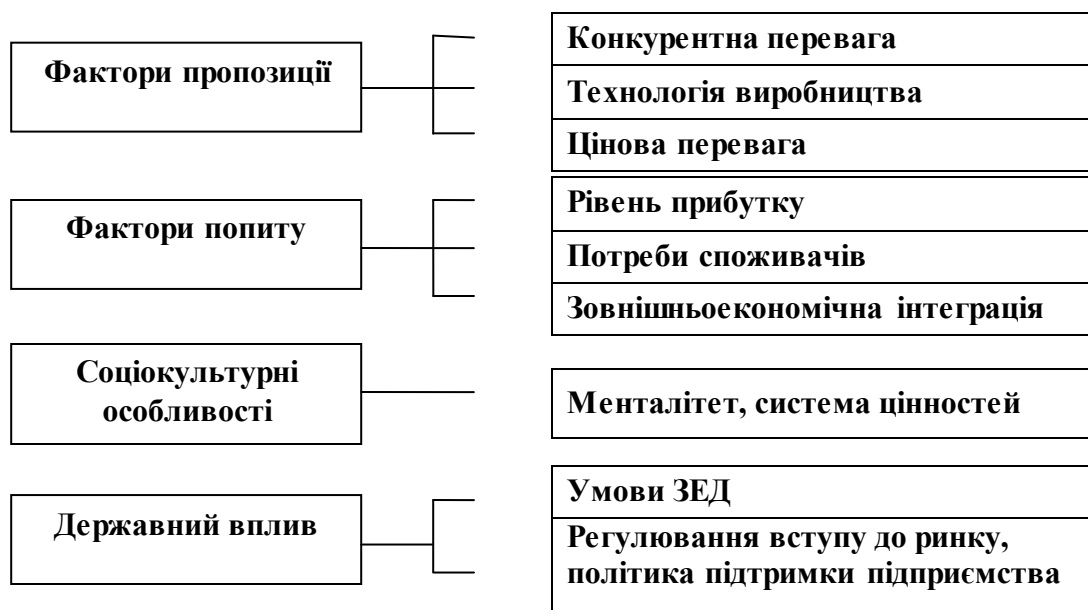 Фактори пропозиції
Конкурентна перевага
Технологія виробництва
Цінова перевага
Фактори попиту
Рівень прибутку
Потреби споживачів
Зовнішньоекономічна інтеграція
Соціокультурні
особливості
Менталітет, система цінностей
Державний вплив
Умови ЗЕД
Регулювання вступу до ринку,
політика підтримки підприємства